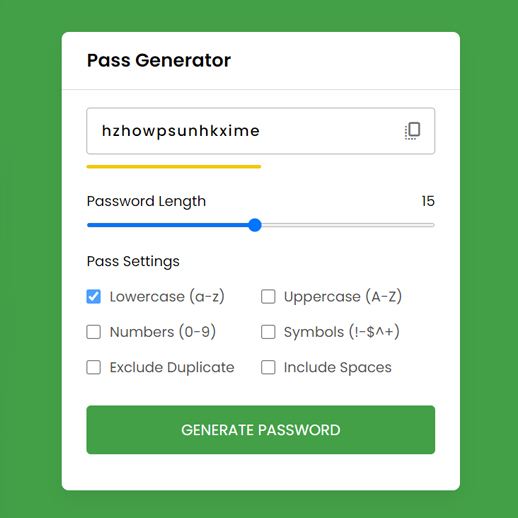 Pass Generator
hzhowpsunhkxime
Password Length 15
Pass Settings
Lowercase (a-z) Uppercase (A-Z)
Numbers (0-9) Symbols (!-$^+)
Exclude Duplicate Include Spaces
GENERATE PASSWORD